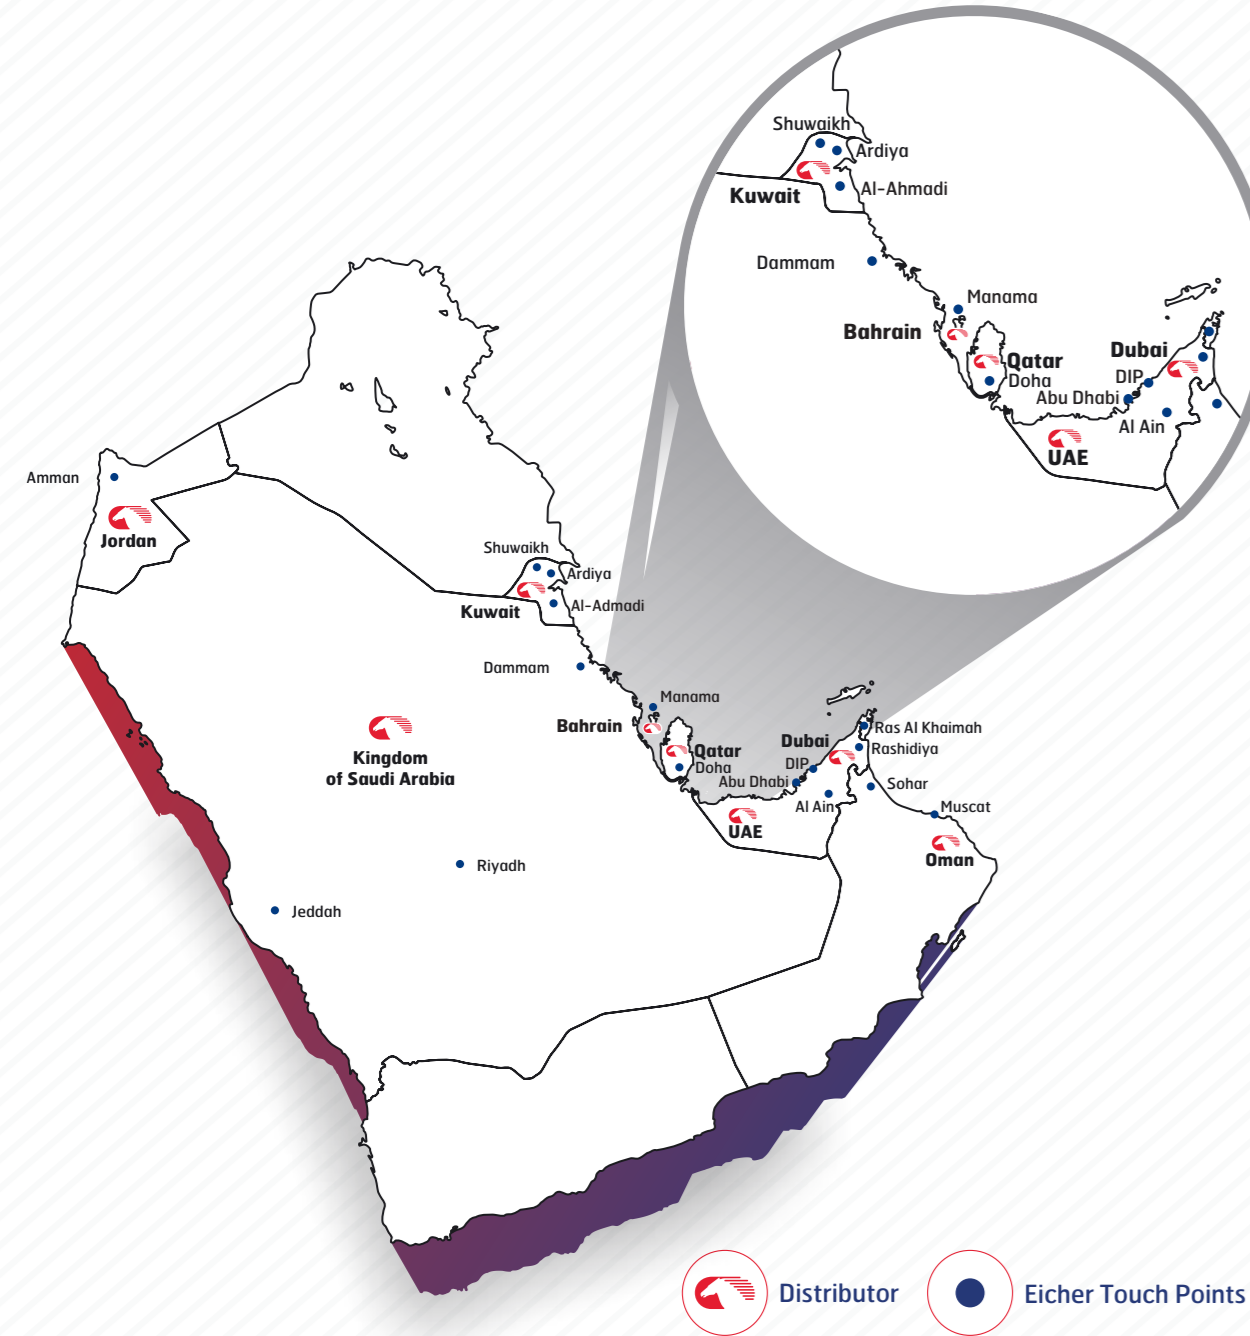 Shuwaikh
Ardiya
Al-Ahmadi
Kuwait
Dammam
Manama
Bahrain
Qatar
Doha
Dubai
DIP
Abu Dhabi
Al Ain
UAE
Amman
Jordan
Shuwaikh
Ardiya
Al-Admadi
Kuwait
Dammam
Manama
Bahrain
Qatar
Doha
Dubai
DIP
Abu Dhabi
Al Ain
UAE
Ras Al Khaimah
Rashidiya
Sohar
Muscat
Oman
Kingdom
of Saudi Arabia
Riyadh
Jeddah
Distributor
Eicher Touch Points